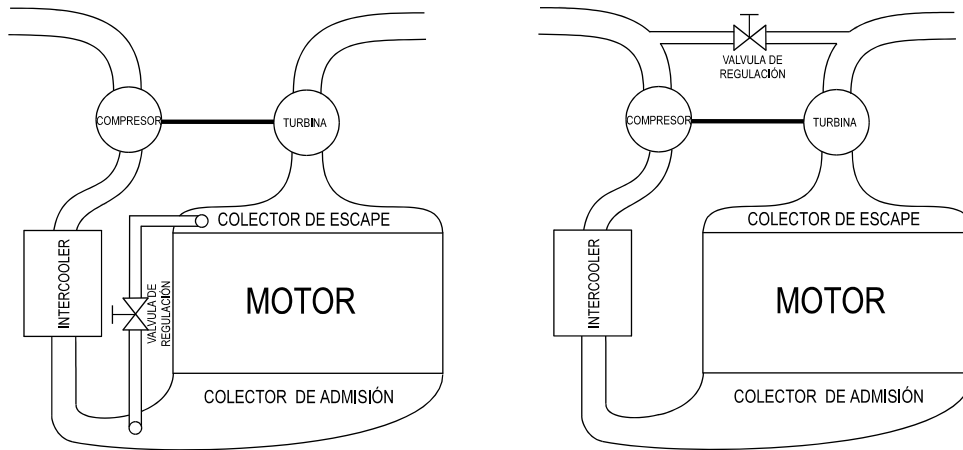 COMPRESOR
TURBINA
COLECTOR DE ESCAPE
INTERCOOLER
VALVULA DE
REGULACIÓN
MOTOR
COLECTOR DE ADMISIÓN
VALVULA DE
REGULACIÓN
COMPRESOR
TURBINA
COLECTOR DE ESCAPE
INTERCOOLER
MOTOR
COLECTOR DE ADMISIÓN